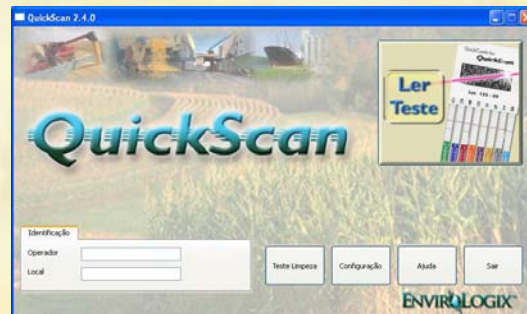 QuickScan 2.4.0
Ler
Teste
QuickScan
Identificação
Operador
Local
Teste Limpeza
Configuração
Ajuda
Sair
ENVIROLOGIX